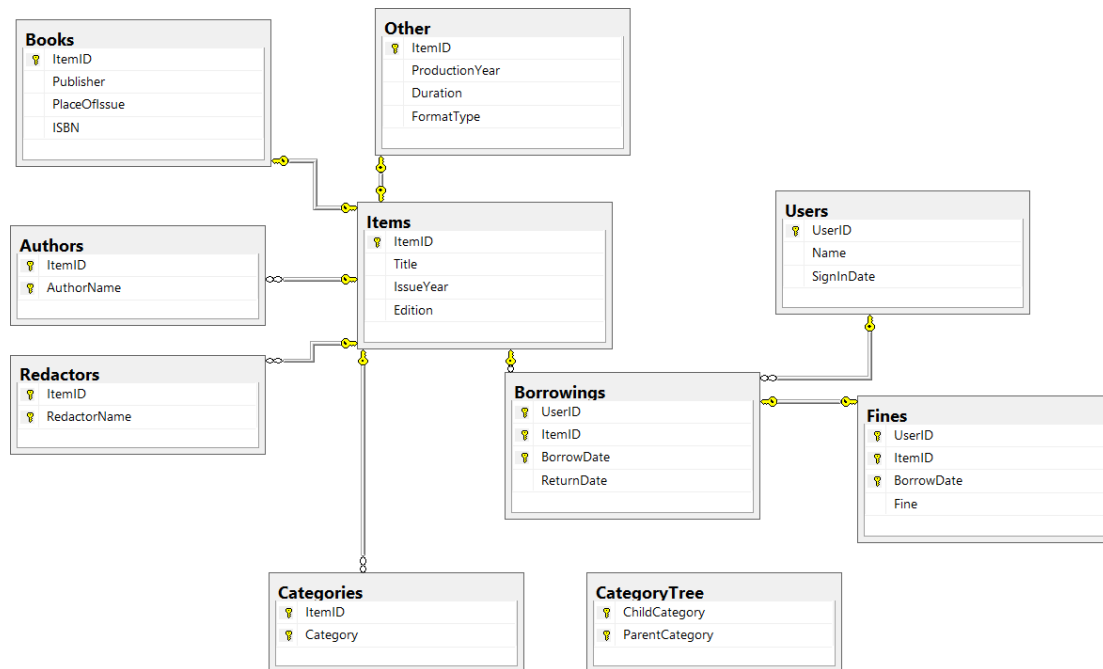 Books
ItemID
Publisher
PlaceOfIssue
ISBN
Other
ItemID
ProductionYear
Duration
FormatType
Items
ItemID
Title
IssueYear
Edition
Users
UserID
Name
SignInDate
Authors
ItemID
AuthorName
Redactors
ItemID
RedactorName
Borrowings
UserID
ItemID
BorrowDate
ReturnDate
Fines
UserID
ItemID
BorrowDate
Fine
Categories
ItemID
Category
CategoryTree
ChildCategory
ParentCategory